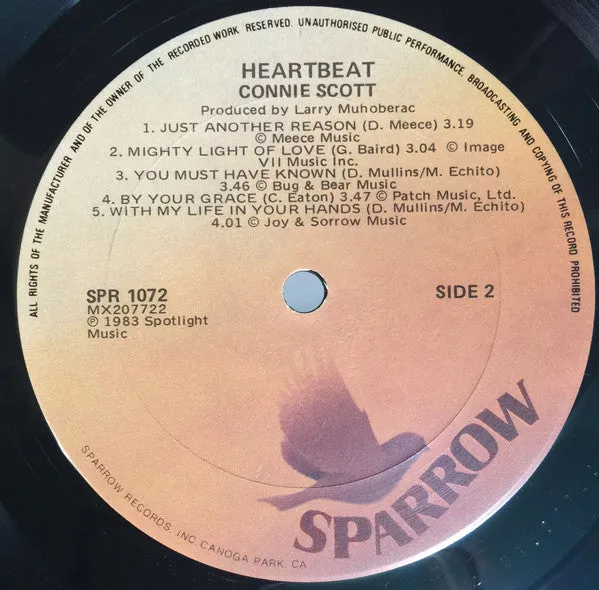 ALL RIGHTS OF THE MANUFACTURER AND OF THE OWNER OF THE RECORDED WORK RESERVED. UNAUTHORISED PUBLIC PERFORMANCE, BROADCASTING AND COPYING OF THIS RECORD PROHIBITED
HEARTBEAT
CONNIE SCOTT
Produced by Larry Muhoberac
1. JUST ANOTHER REASON (D. Meece) 3.19
© Meece Music
2. MIGHTY LIGHT OF LOVE (G. Baird) 3.04 © Image
VII Music Inc.
3. YOU MUST HAVE KNOWN (D. Mullins/M. Echito)
3.46 © Bug & Bear Music
4. BY YOUR GRACE (C. Eaton) 3.47 © Patch Music, Ltd.
5. WITH MY LIFE IN YOUR HANDS (D. Mullins/M. Echito)
4.01 © Joy & Sorrow Music
SPR 1072
MX207722
℗ 1983 Spotlight
Music
SIDE 2
SPARROW
SPARROW RECORDS, INC CANOGA PARK, CA